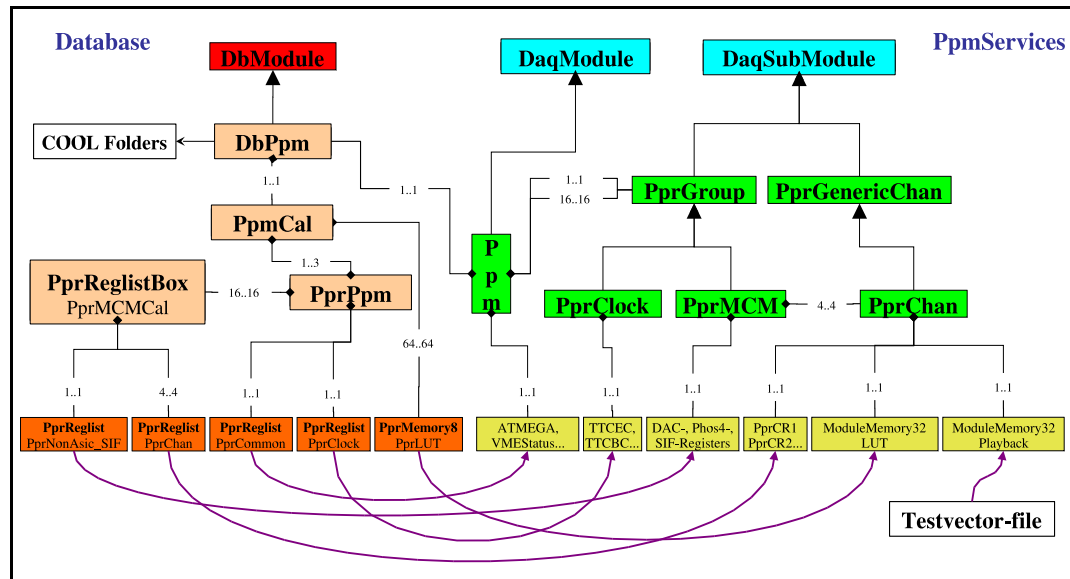 Database
PpmServices
DbModule
DaqModule
DaqSubModule
COOL Folders
DbPpm
1..1
1..1
1..1
16..16
PprGroup
PprGenericChan
PpmCal
P
p
m
1..3
PprReglistBox
PprMCMCal
16..16
PprPpm
PprClock
PprMCM
4..4
PprChan
64..64
1..1
4..4
1..1
1..1
1..1
1..1
1..1
1..1
1..1
1..1
PprReglist
PprNonAsic_SIF
PprReglist
PprChan
PprReglist
PprCommon
PprReglist
PprClock
PprMemory8
PprLUT
ATMEGA,
VMEStatus...
TTCEC,
TTCBC...
DAC-, Phos4-,
SIF-Registers
PprCR1
PprCR2...
ModuleMemory32
LUT
ModuleMemory32
Playback
Testvector-file